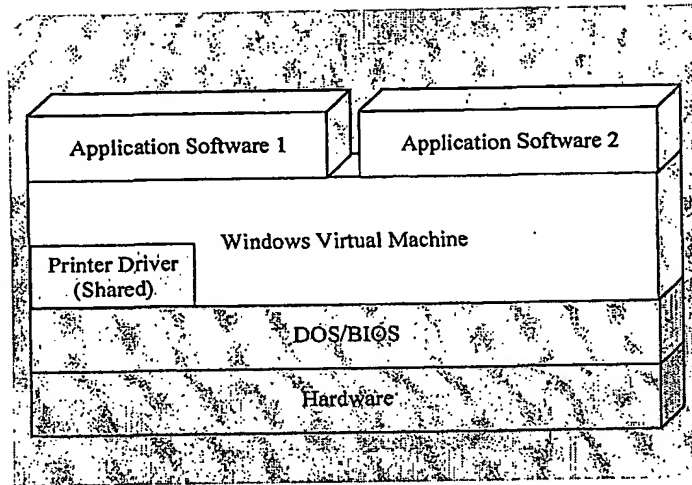 Application Software 1
Application Software 2
Windows Virtual Machine
Printer Driver
(Shared)
DOS/BIOS
Hardware